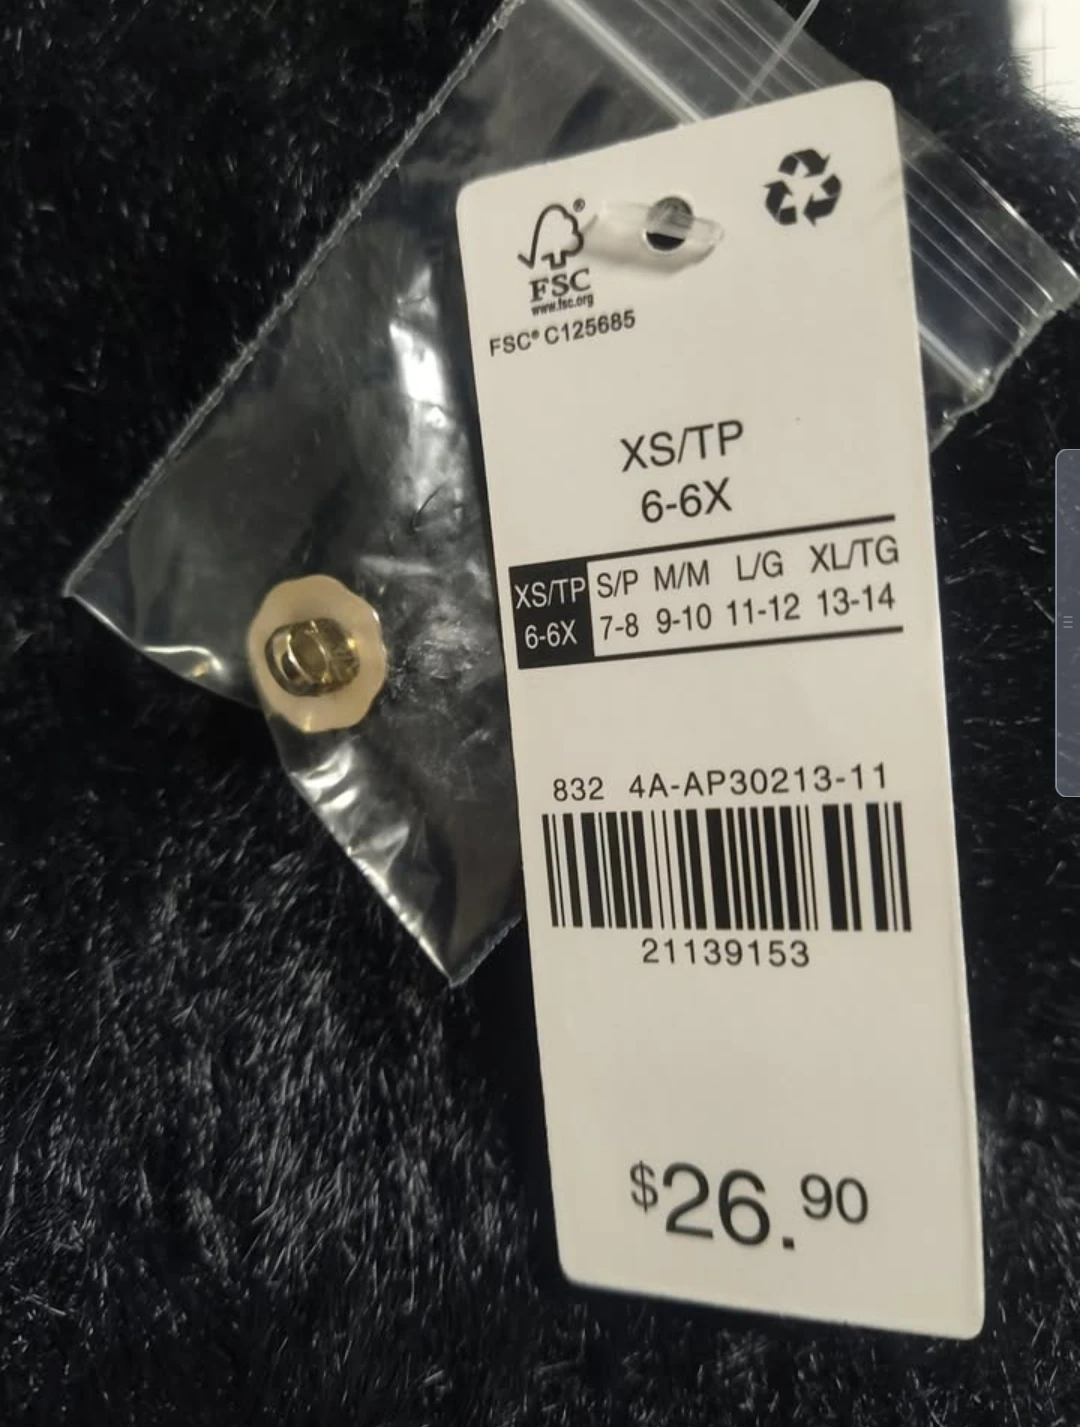 ®
FSC
www.fsc.org
FSC® C125685
XS/TP
6-6X
XS/TP S/P M/M L/G XL/TG
6-6X 7-8 9-10 11-12 13-14
832 4A-AP30213-11
21139153
$26.90